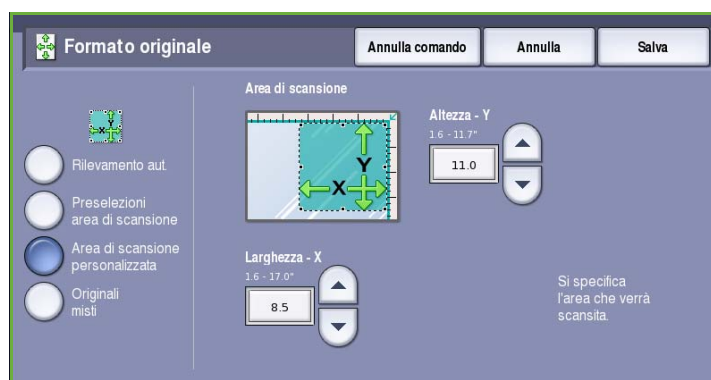 Formato originale
Annulla comando
Annulla
Salva
Rilevamento aut.
Preselezioni
area di scansione
Area di scansione
personalizzata
Originali
misti
Area di scansione
Y
X
Altezza - Y
1.6 - 11.7"
11.0
Larghezza - X
1.6 - 17.0"
8.5
Si specifica
l'area che verrà
scansita.